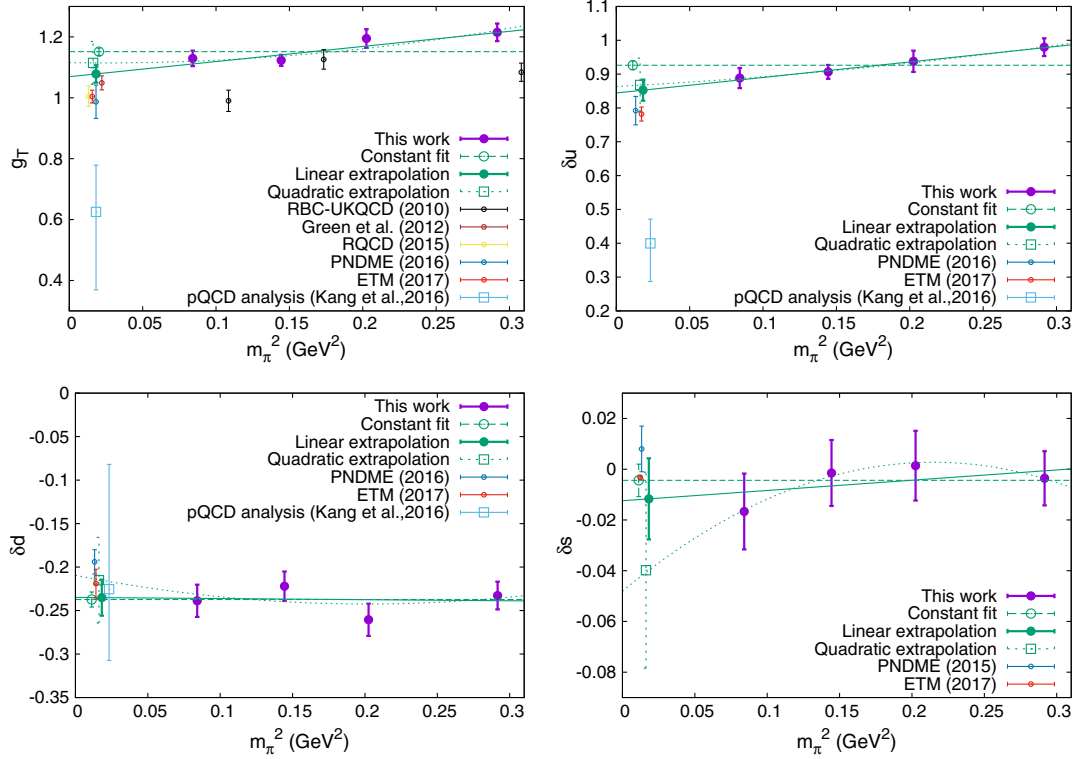 1.2
1
0.8
0.6
0.4
g_T
This work
Constant fit
Linear extrapolation
Quadratic extrapolation
RBC-UKQCD (2010)
Green et al. (2012)
RQCD (2015)
PNDME (2016)
ETM (2017)
pQCD analysis (Kang et al.,2016)
0 0.05 0.1 0.15 0.2 0.25 0.3
m_π^2 (GeV^2)
1.1
1
0.9
0.8
0.7
0.6
0.5
0.4
0.3
0.2
δu
This work
Constant fit
Linear extrapolation
Quadratic extrapolation
PNDME (2016)
ETM (2017)
pQCD analysis (Kang et al.,2016)
0 0.05 0.1 0.15 0.2 0.25 0.3
m_π^2 (GeV^2)
0
-0.05
-0.1
-0.15
-0.2
-0.25
-0.3
-0.35
δd
This work
Constant fit
Linear extrapolation
Quadratic extrapolation
PNDME (2016)
ETM (2017)
pQCD analysis (Kang et al.,2016)
0 0.05 0.1 0.15 0.2 0.25 0.3
m_π^2 (GeV^2)
0.02
0
-0.02
-0.04
-0.06
-0.08
δs
This work
Constant fit
Linear extrapolation
Quadratic extrapolation
PNDME (2015)
ETM (2017)
0 0.05 0.1 0.15 0.2 0.25 0.3
m_π^2 (GeV^2)